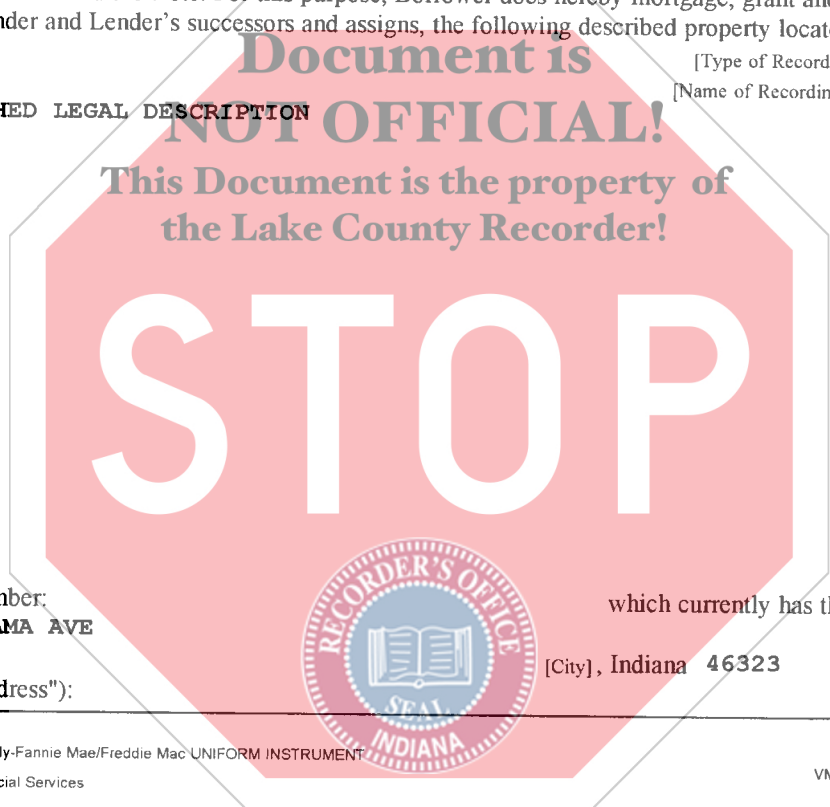 nder and Lender's successors and assigns, the following described property locat
Document is
[Type of Record
[Name of Recordin
HED LEGAL DESCRIPTION
NOT OFFICIAL!
This Document is the property of
the Lake County Recorder!
STOP
RECORDER'S OFFICE
SEAL
INDIANA
mber:
which currently has th
AMA AVE
[City], Indiana 46323
dress"):
ly-Fannie Mae/Freddie Mac UNIFORM INSTRUMENT
cial Services
VM